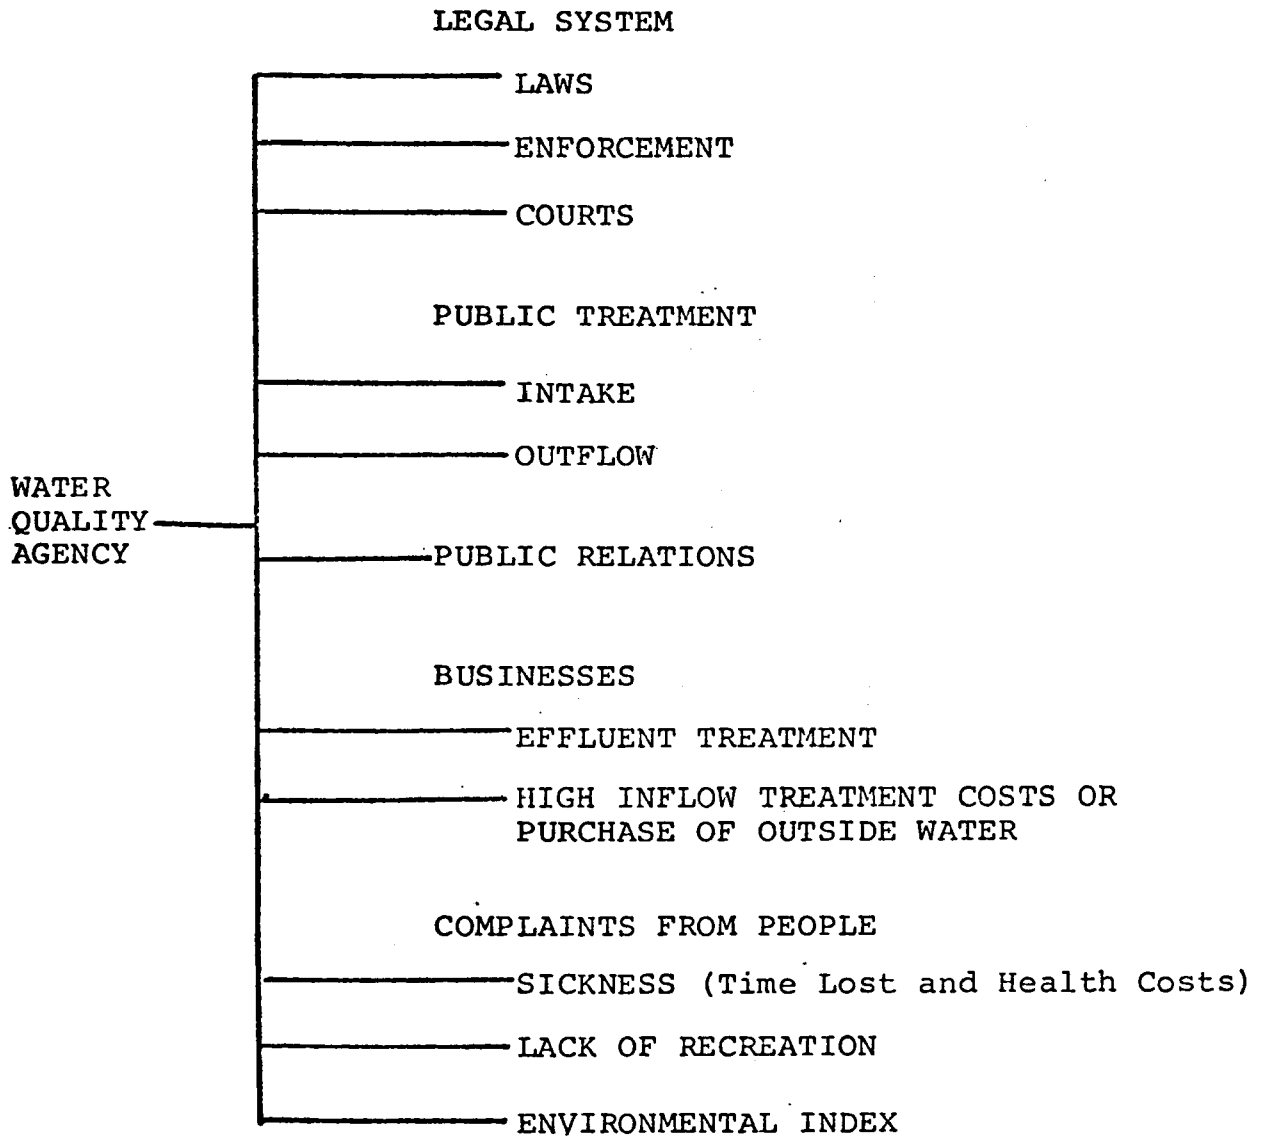 LEGAL SYSTEM
LAWS
ENFORCEMENT
COURTS
PUBLIC TREATMENT
INTAKE
OUTFLOW
WATER
QUALITY
AGENCY
PUBLIC RELATIONS
BUSINESSES
EFFLUENT TREATMENT
HIGH INFLOW TREATMENT COSTS OR
PURCHASE OF OUTSIDE WATER
COMPLAINTS FROM PEOPLE
SICKNESS (Time Lost and Health Costs)
LACK OF RECREATION
ENVIRONMENTAL INDEX